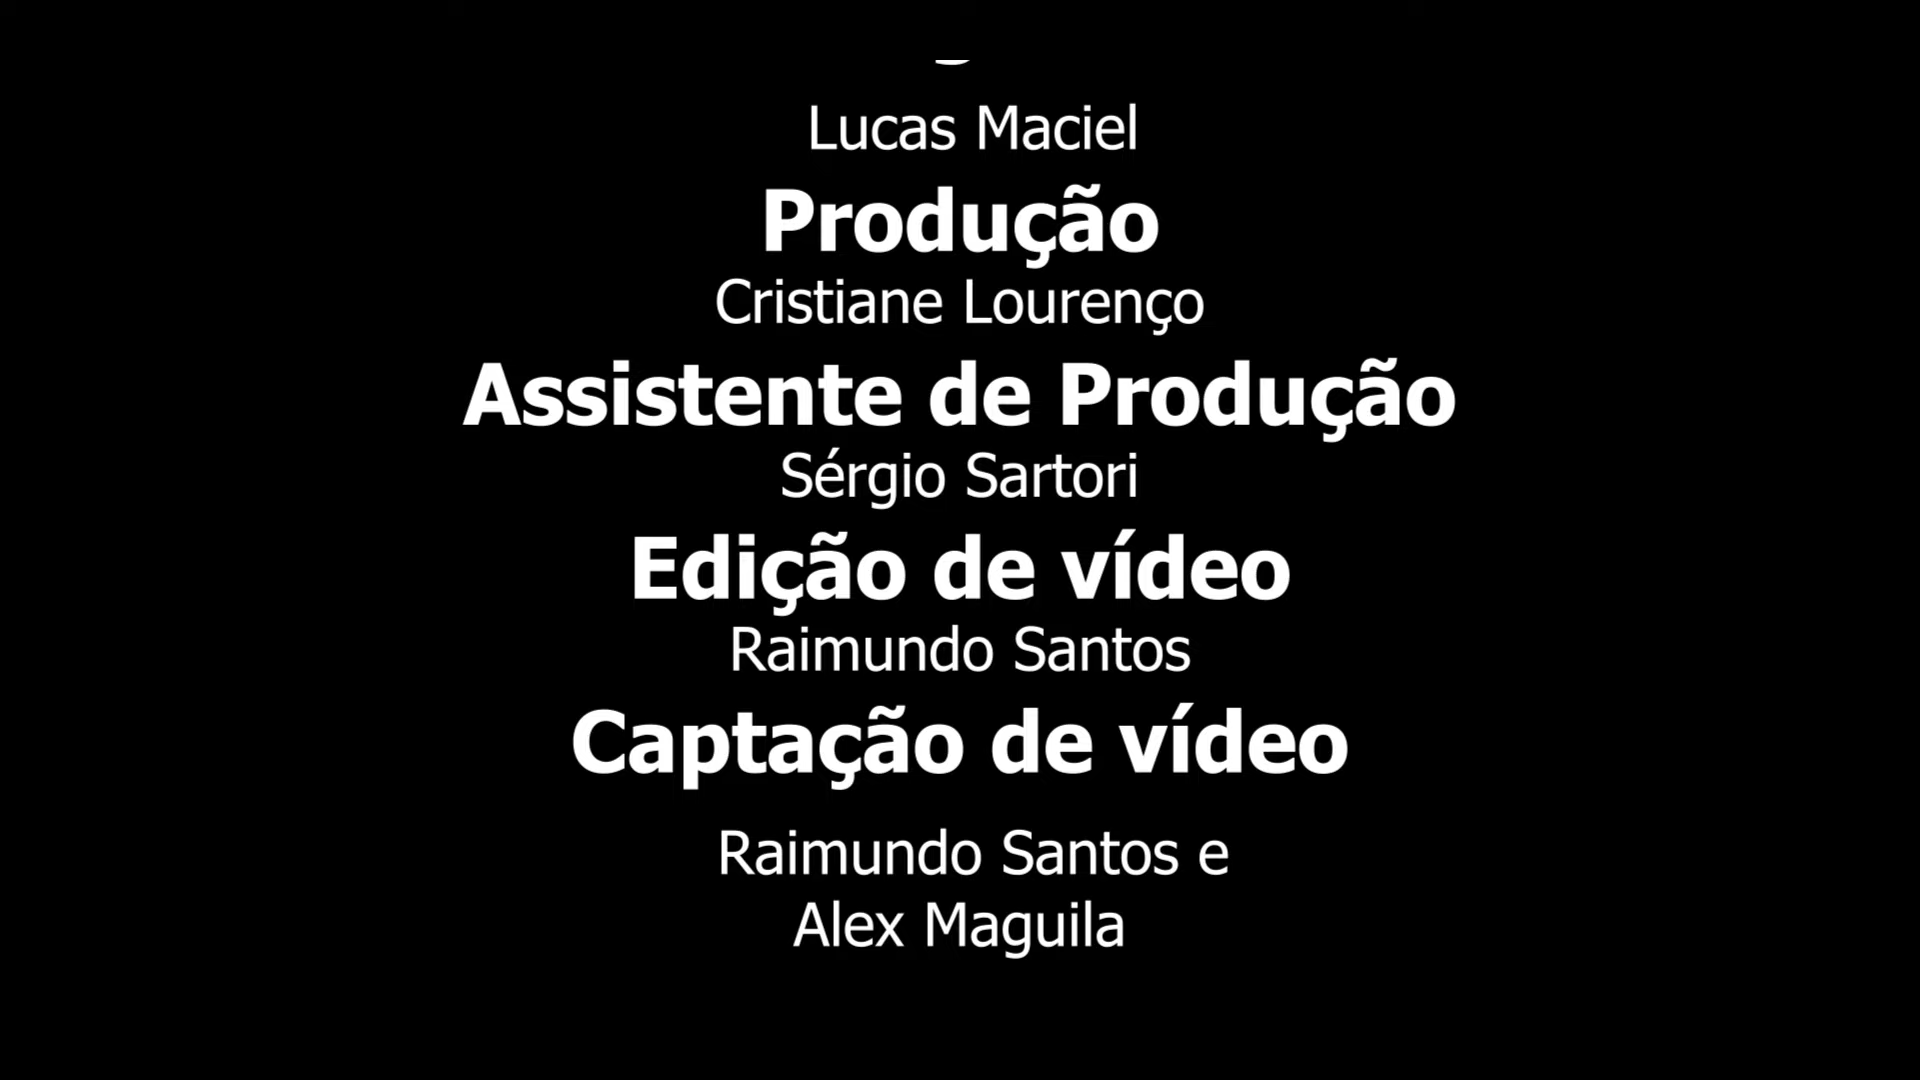 Lucas Maciel
Produção
Cristiane Lourenço
Assistente de Produção
Sérgio Sartori
Edição de vídeo
Raimundo Santos
Captação de vídeo
Raimundo Santos e
Alex Maguila